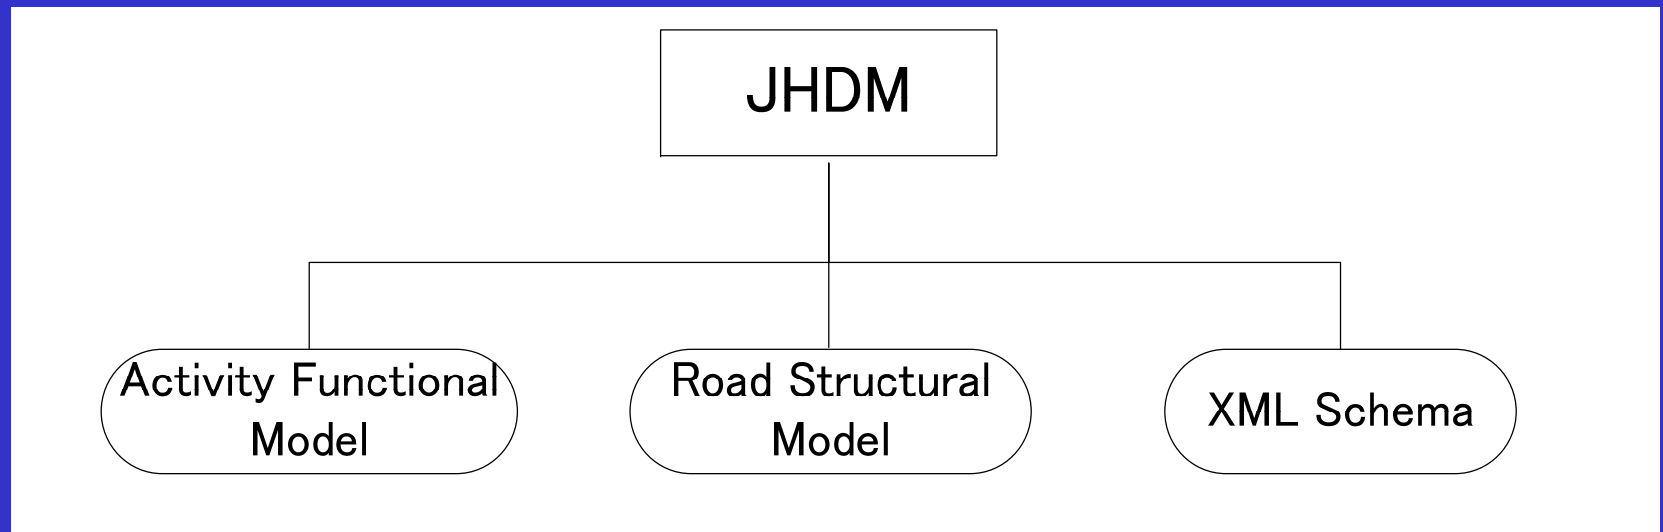 JHDM
Activity Functional
Model
Road Structural
Model
XML Schema